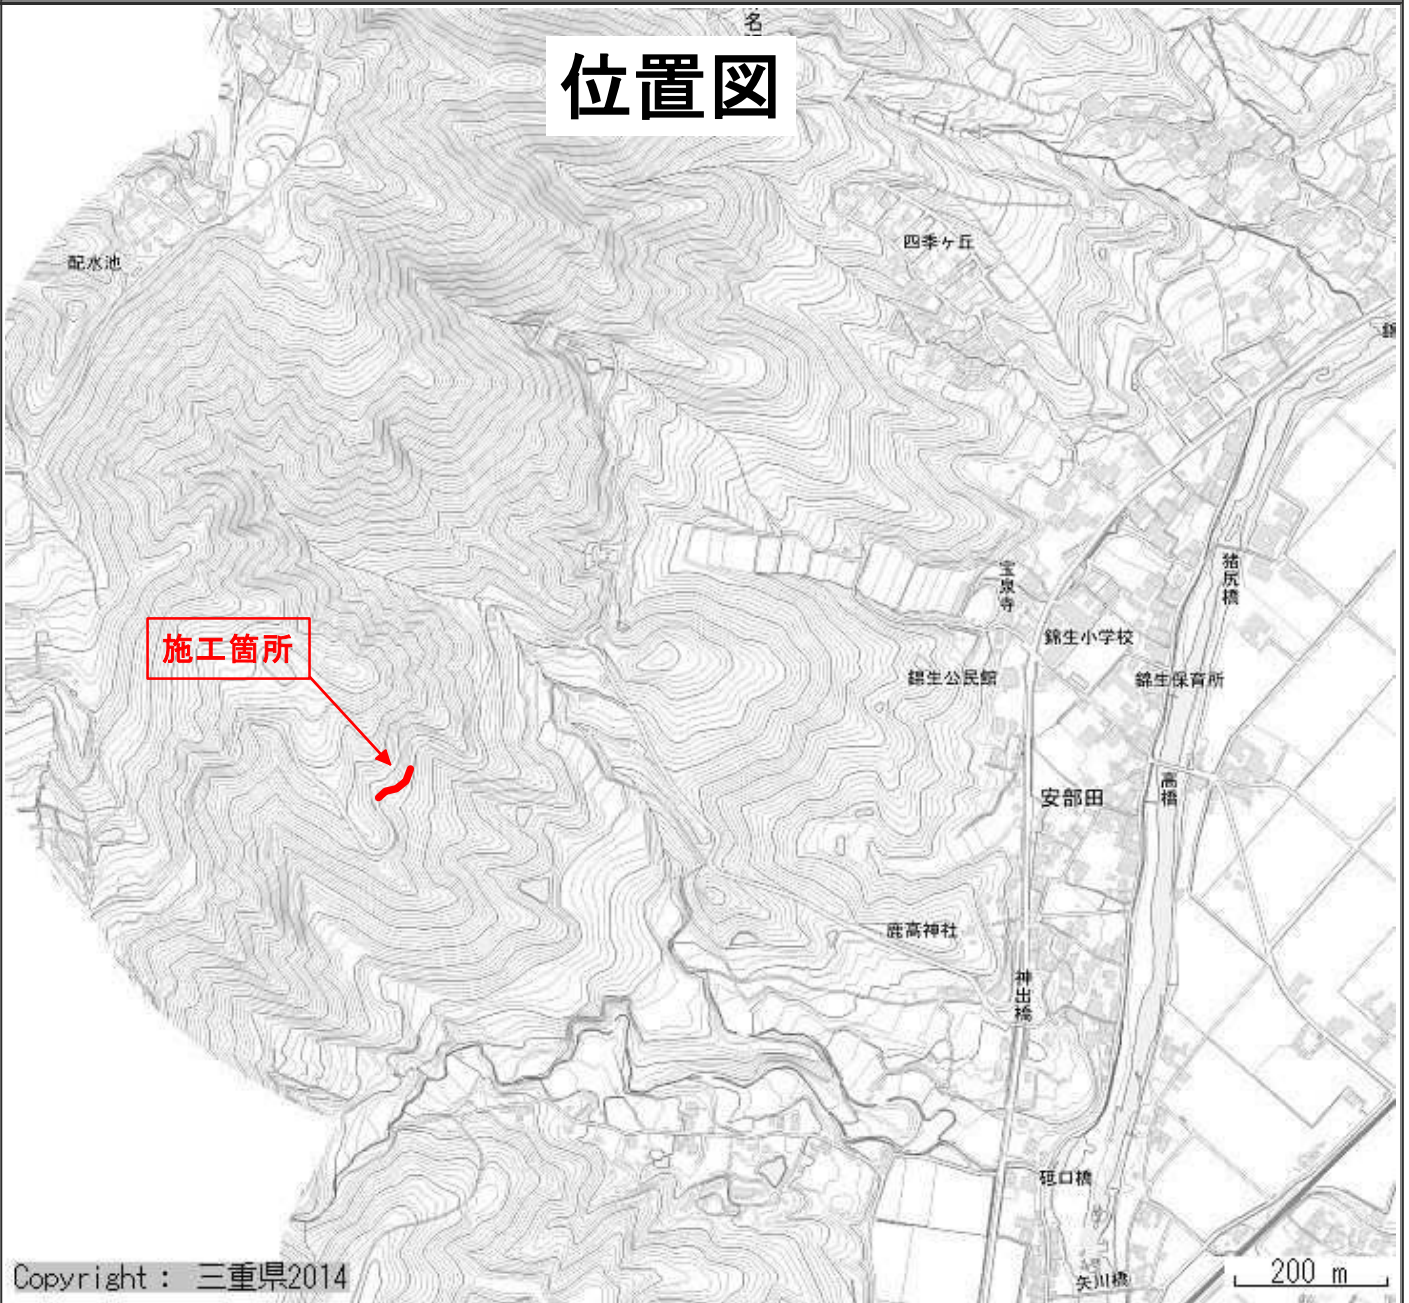 位置図
配水池
四季ヶ丘
猪尻橋
宝泉寺
施工箇所
錦生小学校
錦生公民館
錦生保育所
高橋
安部田
鹿高神社
神出橋
砥口橋
矢川橋
Copyright : 三重県2014
200 m